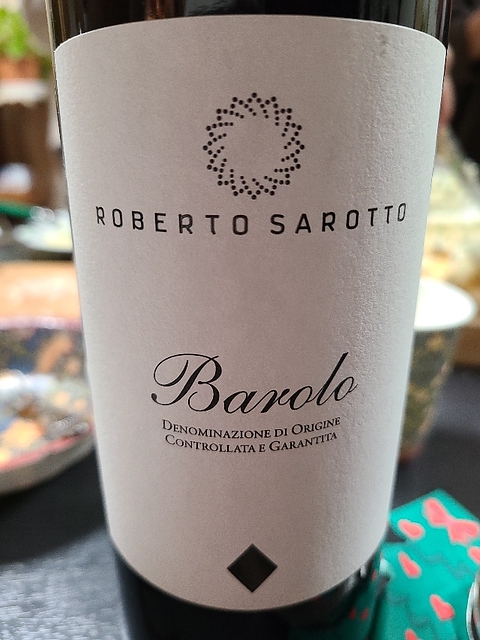 ROBERTO SAROTTO
Barolo
DENOMINAZIONE DI ORIGINE
CONTROLLATA E GARANTITA